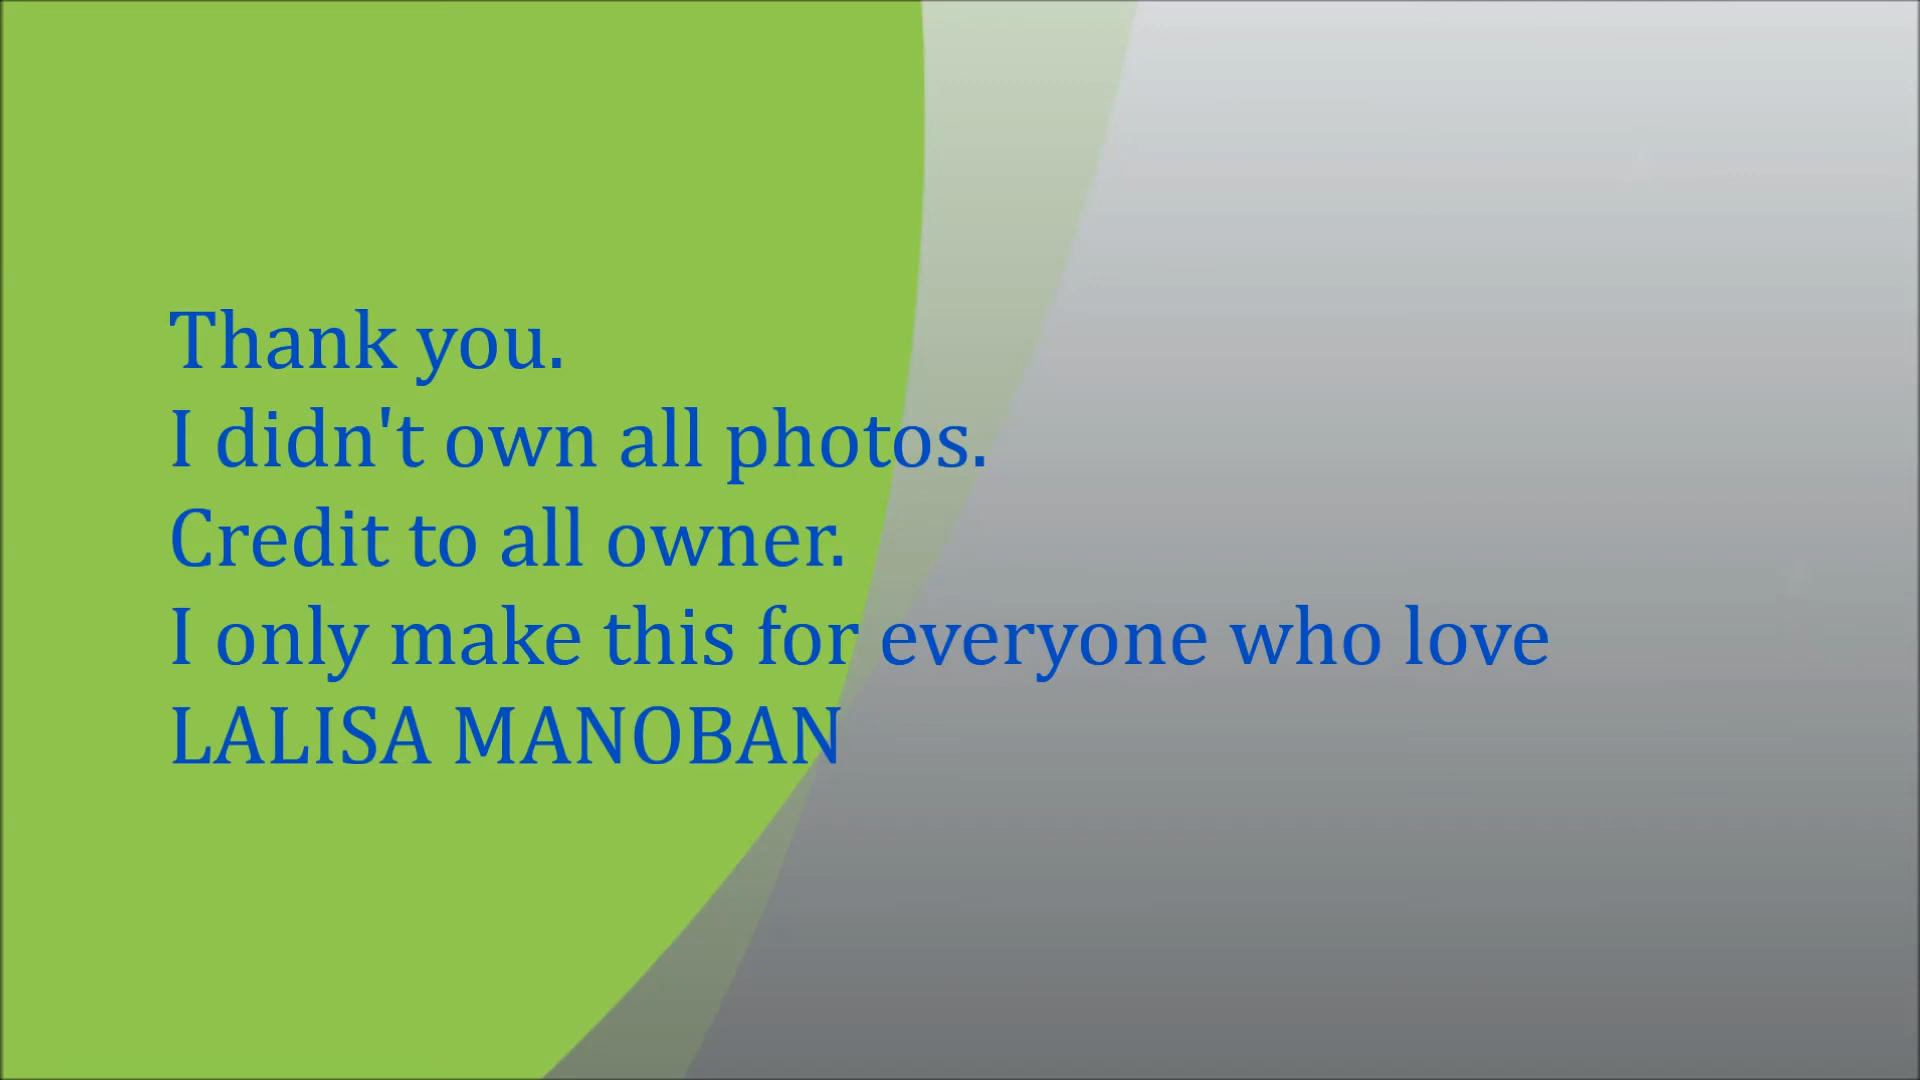 Thank you.
I didn't own all photos.
Credit to all owner.
I only make this for everyone who love
LALISA MANOBAN